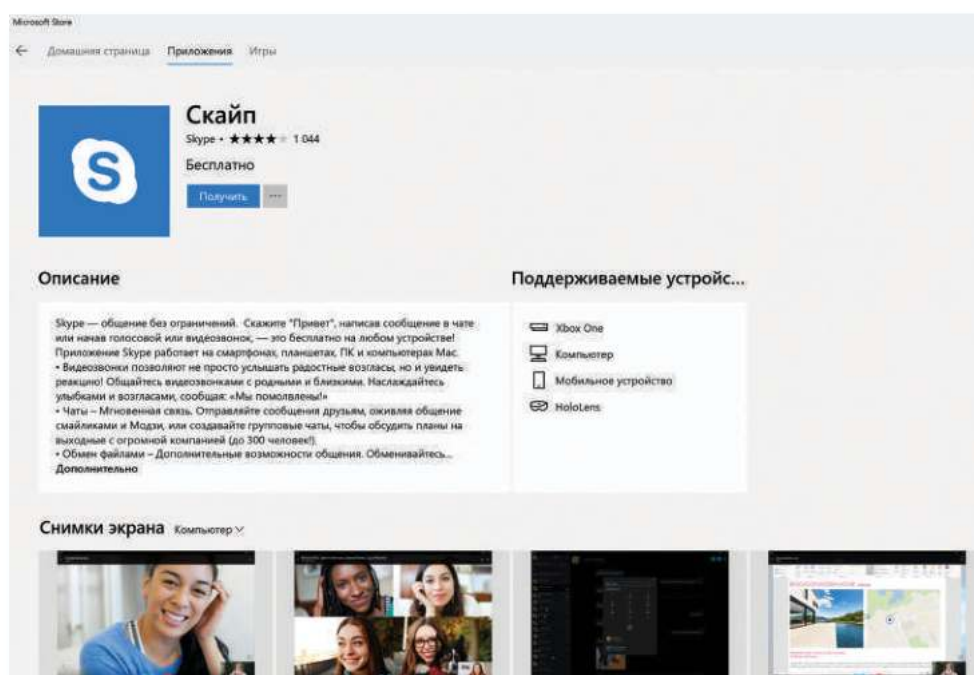 Microsoft Store
Домашняя страница Приложения Игры
Скайп
Skype • ★★★★ 1 044
Бесплатно
Получить ...
Описание
Поддерживаемые устройс...
Skype — общение без ограничений. Скажите "Привет", написав сообщение в чате
или начав голосовой или видеозвонок, — это бесплатно на любом устройстве!
Приложение Skype работает на смартфонах, планшетах, ПК и компьютерах Mac.
• Видеозвонки позволяют не просто услышать радостные возгласы, но и увидеть
реакцию! Общайтесь видеозвонками с родными и близкими. Наслаждайтесь
улыбками и возгласами, сообщая: «Мы помолвлены!»
• Чаты – Мгновенная связь. Отправляйте сообщения друзьям, оживляя общение
смайликами и Модзи, или создавайте групповые чаты, чтобы обсудить планы на
выходные с огромной компанией (до 300 человек!).
• Обмен файлами – Дополнительные возможности общения. Обменивайтесь...
Дополнительно
Xbox One
Компьютер
Мобильное устройство
HoloLens
Снимки экрана Компьютер